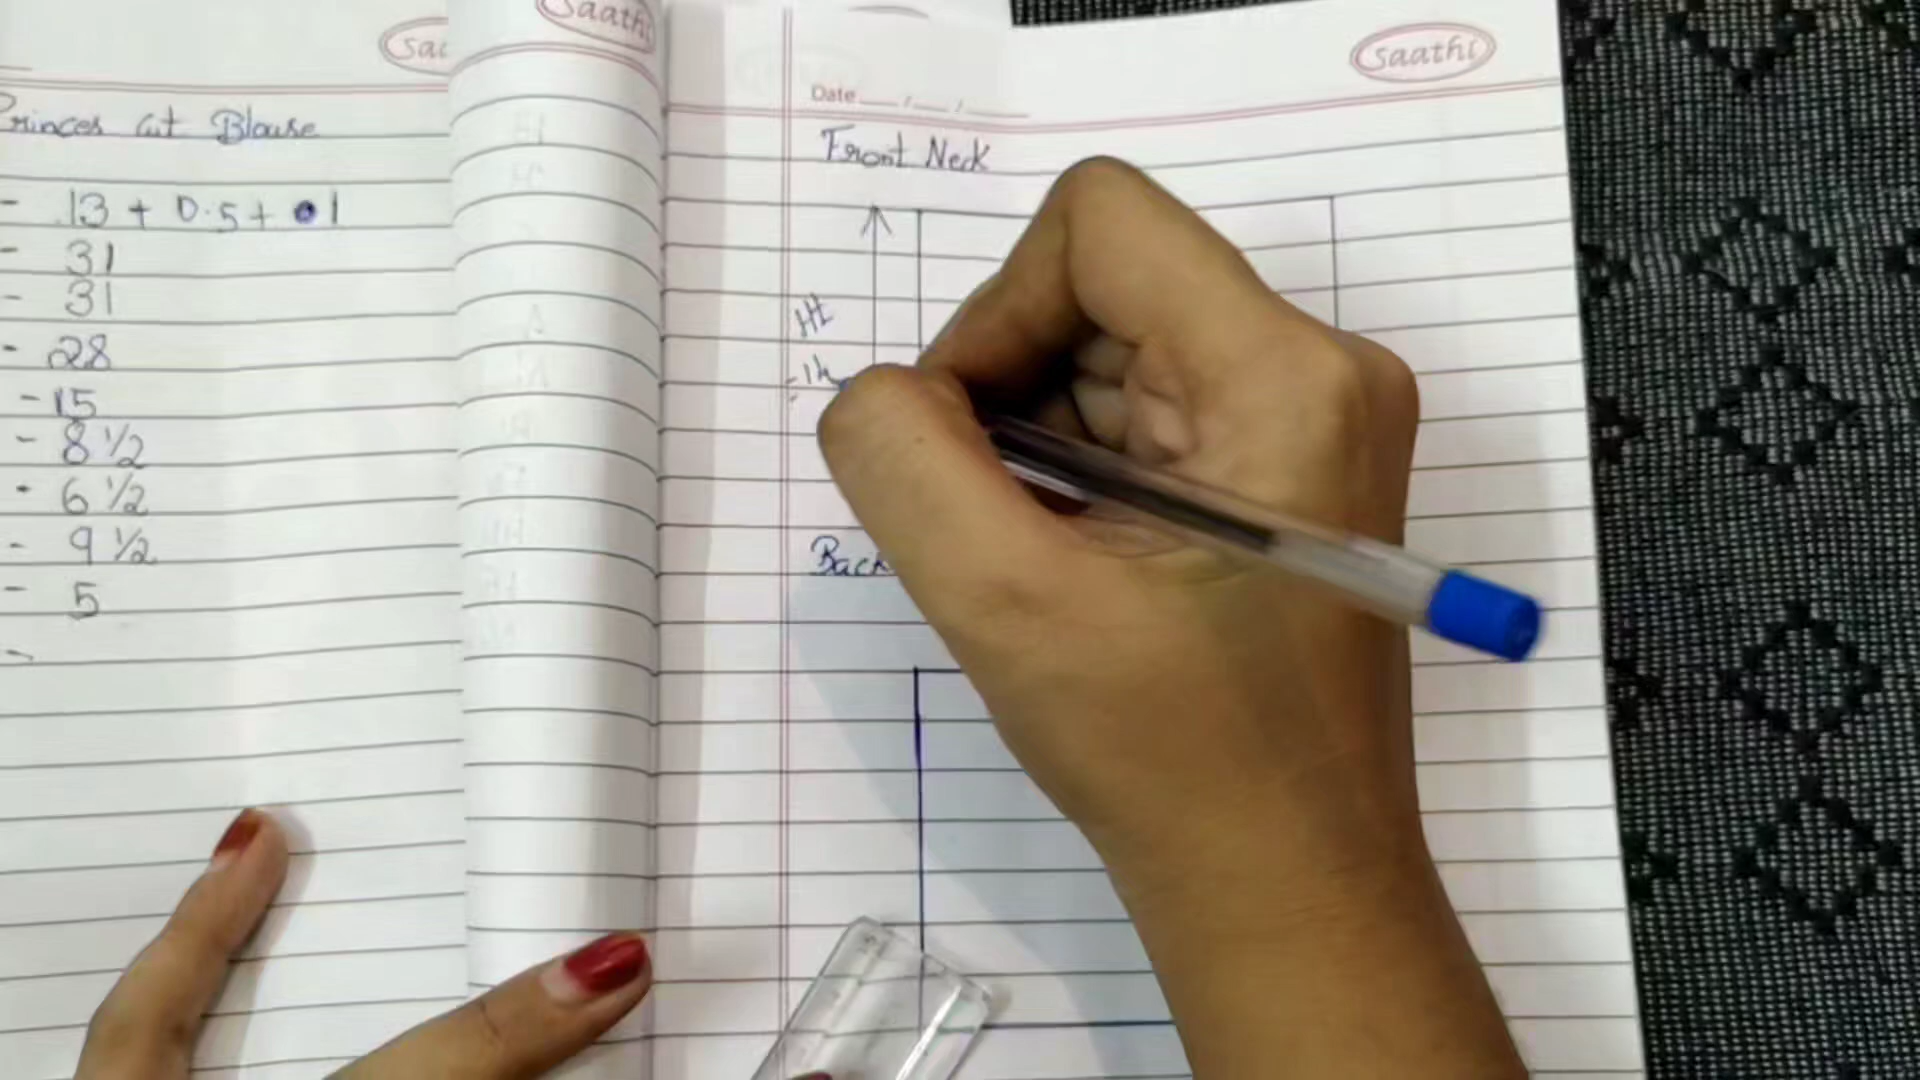 Saathi
Princes Cut Blouse
- 13 + 0.5 + 1
- 31
- 31
- 28
- 15
- 8 1/2
- 6 1/2
- 9 1/2
- 5
-
Saathi
Date
Front Neck
Ht
Back